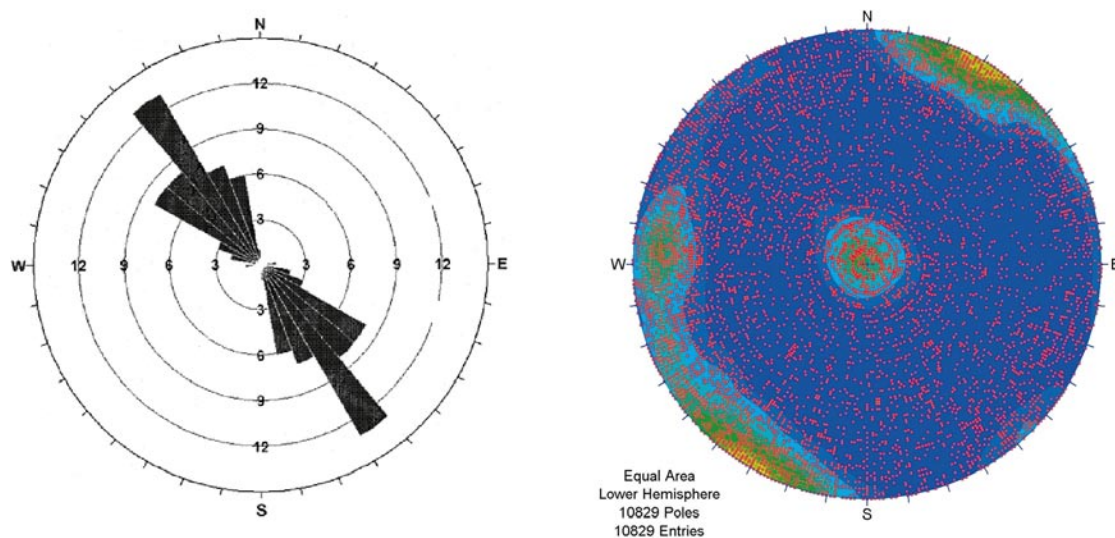 N
12
9
6
3
W 12 9 6 3 3 6 9 12 E
3
6
9
12
S
N
W
E
S
Equal Area
Lower Hemisphere
10829 Poles
10829 Entries